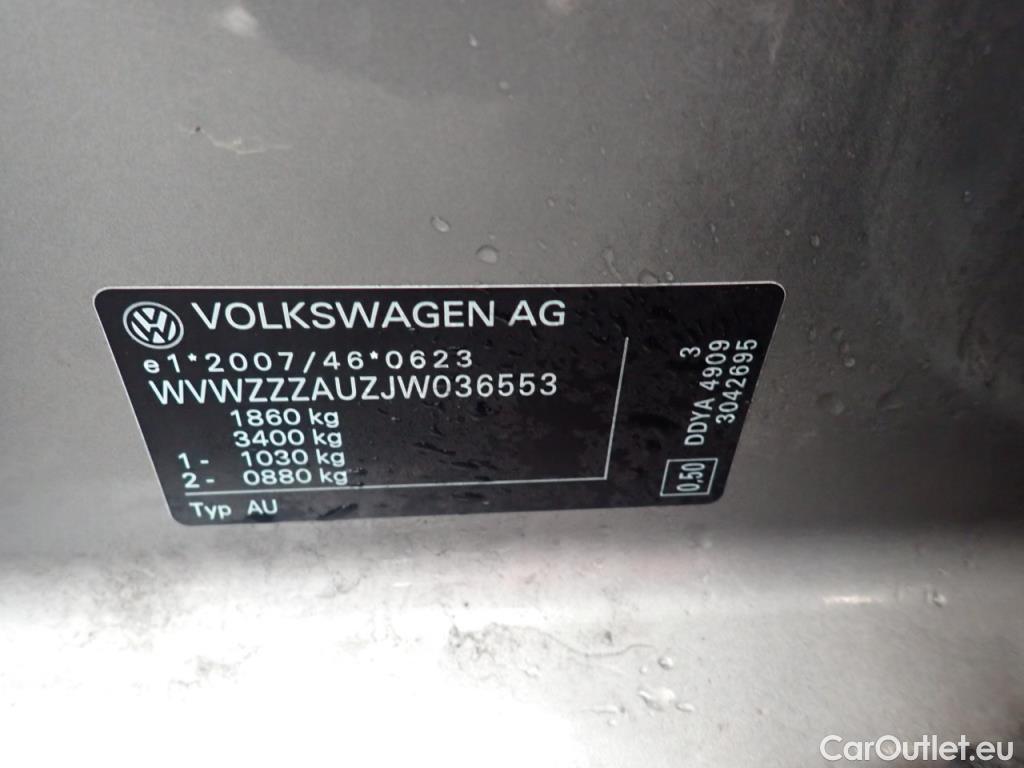 VOLKSWAGEN AG
e1*2007/46*0623
WVWZZZAUZJW036553
1860 kg
3400 kg
1- 1030 kg
2- 0880 kg
Typ AU
3
DDYA 4909
3042695
0,50
CarOutlet.eu